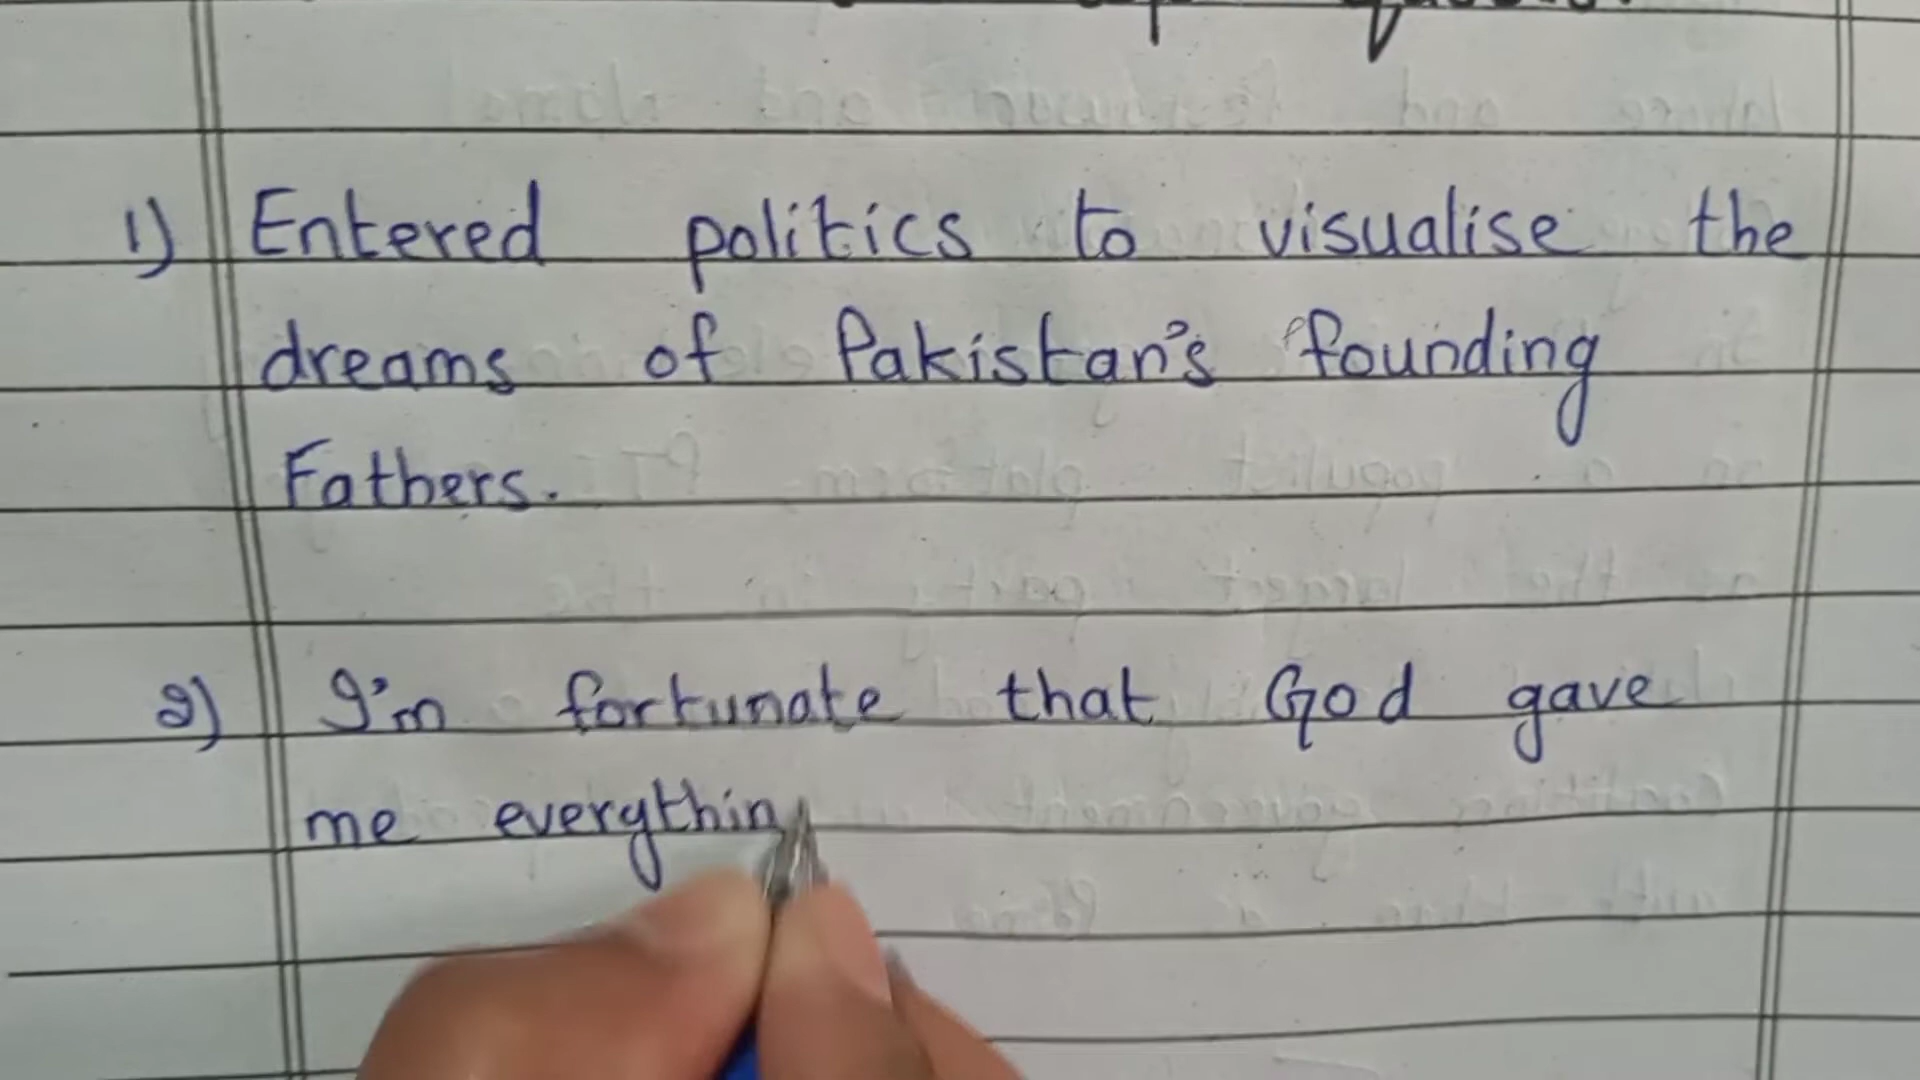 1) Entered politics to visualise the
dreams of Pakistan's founding
Fathers.
2) I'm fortunate that God gave
me everythin